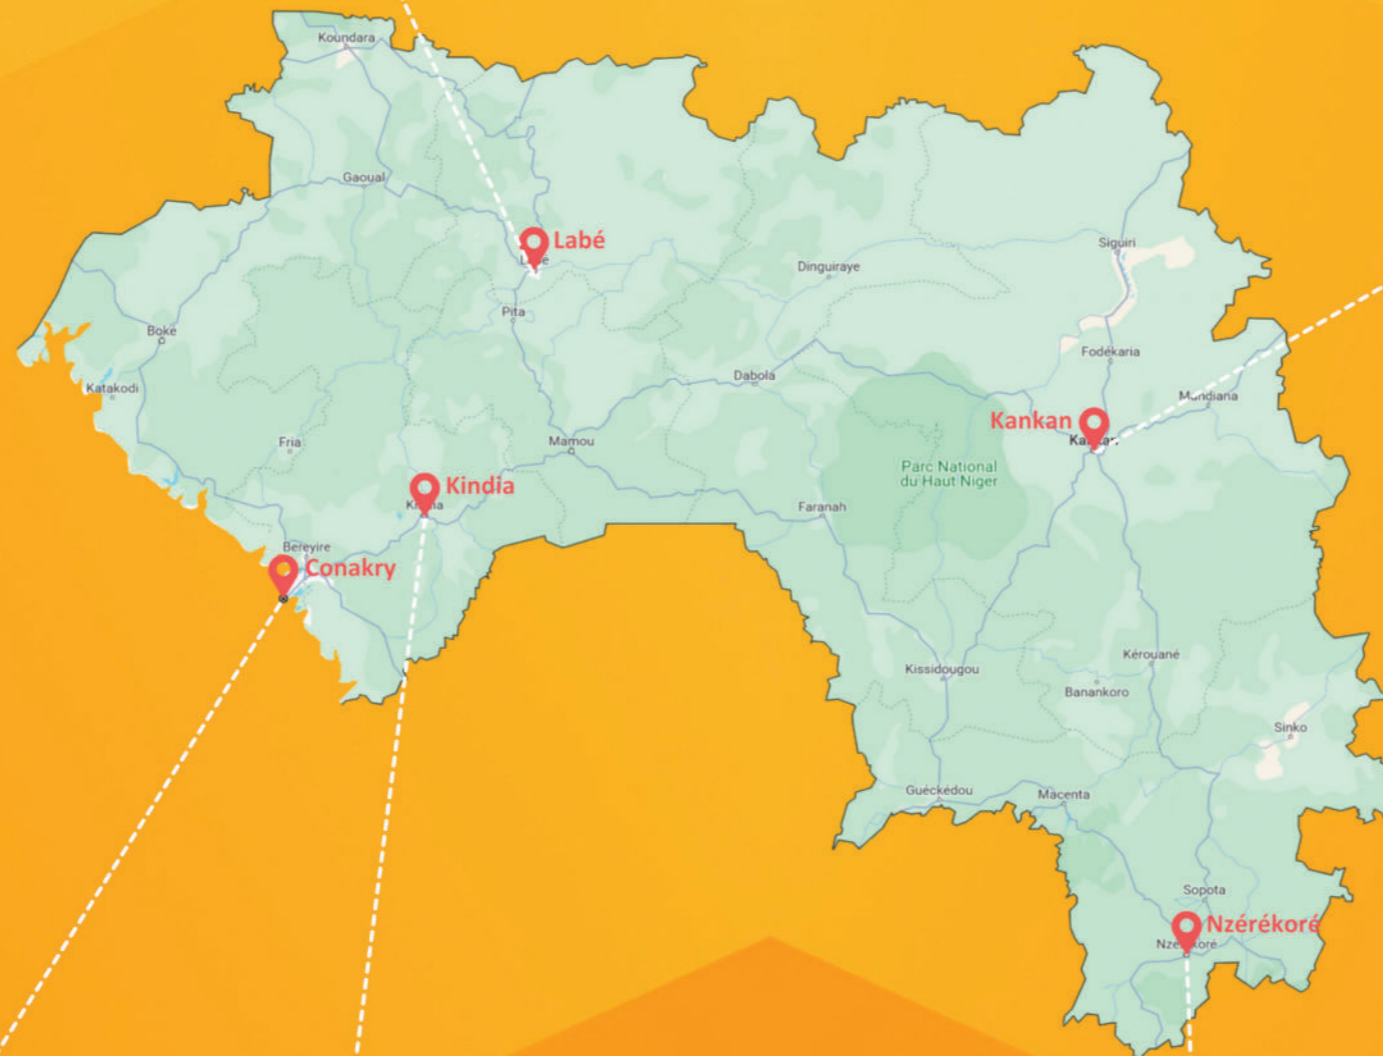 Koundara
Gaoual
Labé
Siguiri
Dinguiraye
Pita
Boke
Fodékaria
Dabola
Katakodi
Mandiana
Kankan
Fria
Mamou
Parc National
du Haut Niger
Kindia
Faranah
Bereyire
Conakry
Kérouané
Kissidougou
Banankoro
Sinko
Guéckédou
Macenta
Sopota
Nzérékoré